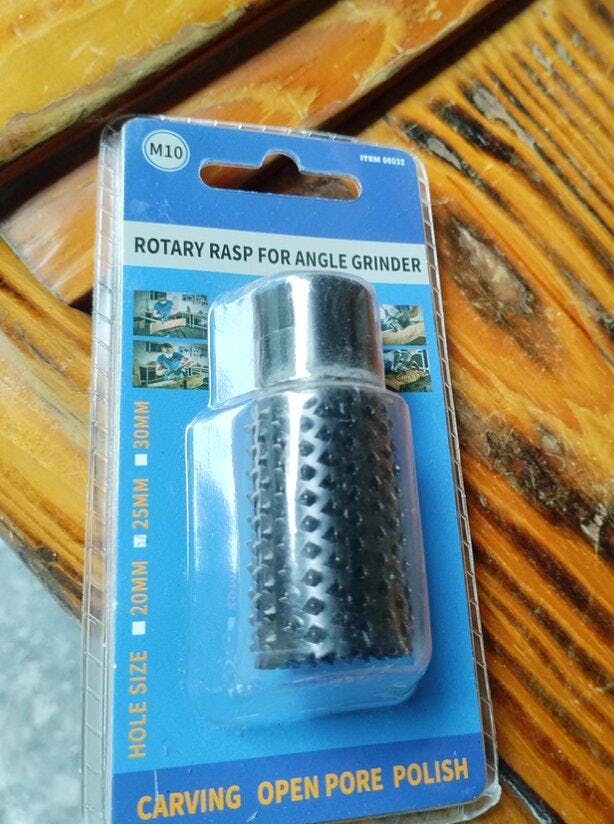 M10
ITEM 66032
ROTARY RASP FOR ANGLE GRINDER
HOLE SIZE 20MM 25MM 30MM
CARVING OPEN PORE POLISH